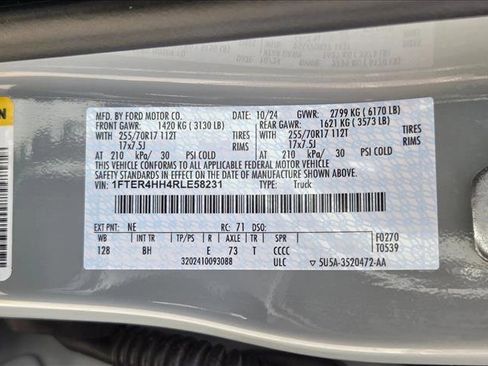 MFD. BY FORD MOTOR CO. 10/24 GVWR: 2799 KG (6170 LB)
FRONT GAWR: 1420 KG (3130 LB) REAR GAWR: 1621 KG (3573 LB)
WITH 255/70R17 112T TIRES WITH 255/70R17 112T TIRES
17x7.5J RIMS 17x7.5J RIMS
AT 210 kPa/ 30 PSI COLD AT 210 kPa/ 30 PSI COLD
THIS VEHICLE CONFORMS TO ALL APPLICABLE FEDERAL MOTOR VEHICLE
SAFETY STANDARDS IN EFFECT ON THE DATE OF MANUFACTURE SHOWN ABOVE.
VIN: 1FTER4HH4RLE58231 TYPE: Truck
EXT PNT: NE RC: 71 DSO:
WB INT TR TP/PS R AXLE TR SPR
128 BH E 73 T CCCC
F0270
T0539
3202410093088 ULC 5U5A-3520472-AA